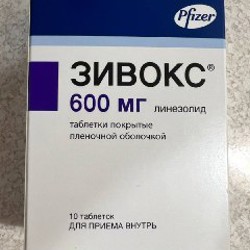 Pfizer
ЗИВОКС®
600 МГ линезолид
таблетки покрытые
пленочной оболочкой
10 таблеток
ДЛЯ ПРИЕМА ВНУТРЬ